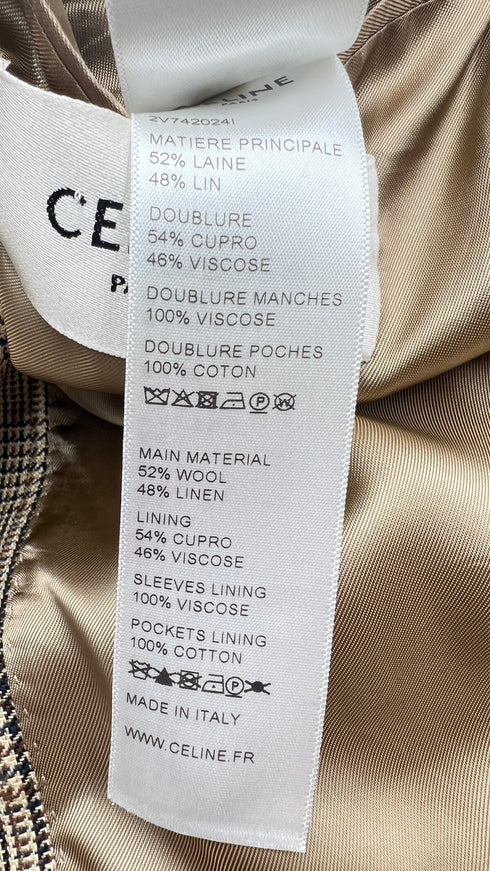 2V742024I
MATIERE PRINCIPALE
52% LAINE
48% LIN
DOUBLURE
54% CUPRO
46% VISCOSE
DOUBLURE MANCHES
100% VISCOSE
DOUBLURE POCHES
100% COTON
P W
MAIN MATERIAL
52% WOOL
48% LINEN
LINING
54% CUPRO
46% VISCOSE
SLEEVES LINING
100% VISCOSE
POCKETS LINING
100% COTTON
P
MADE IN ITALY
WWW.CELINE.FR